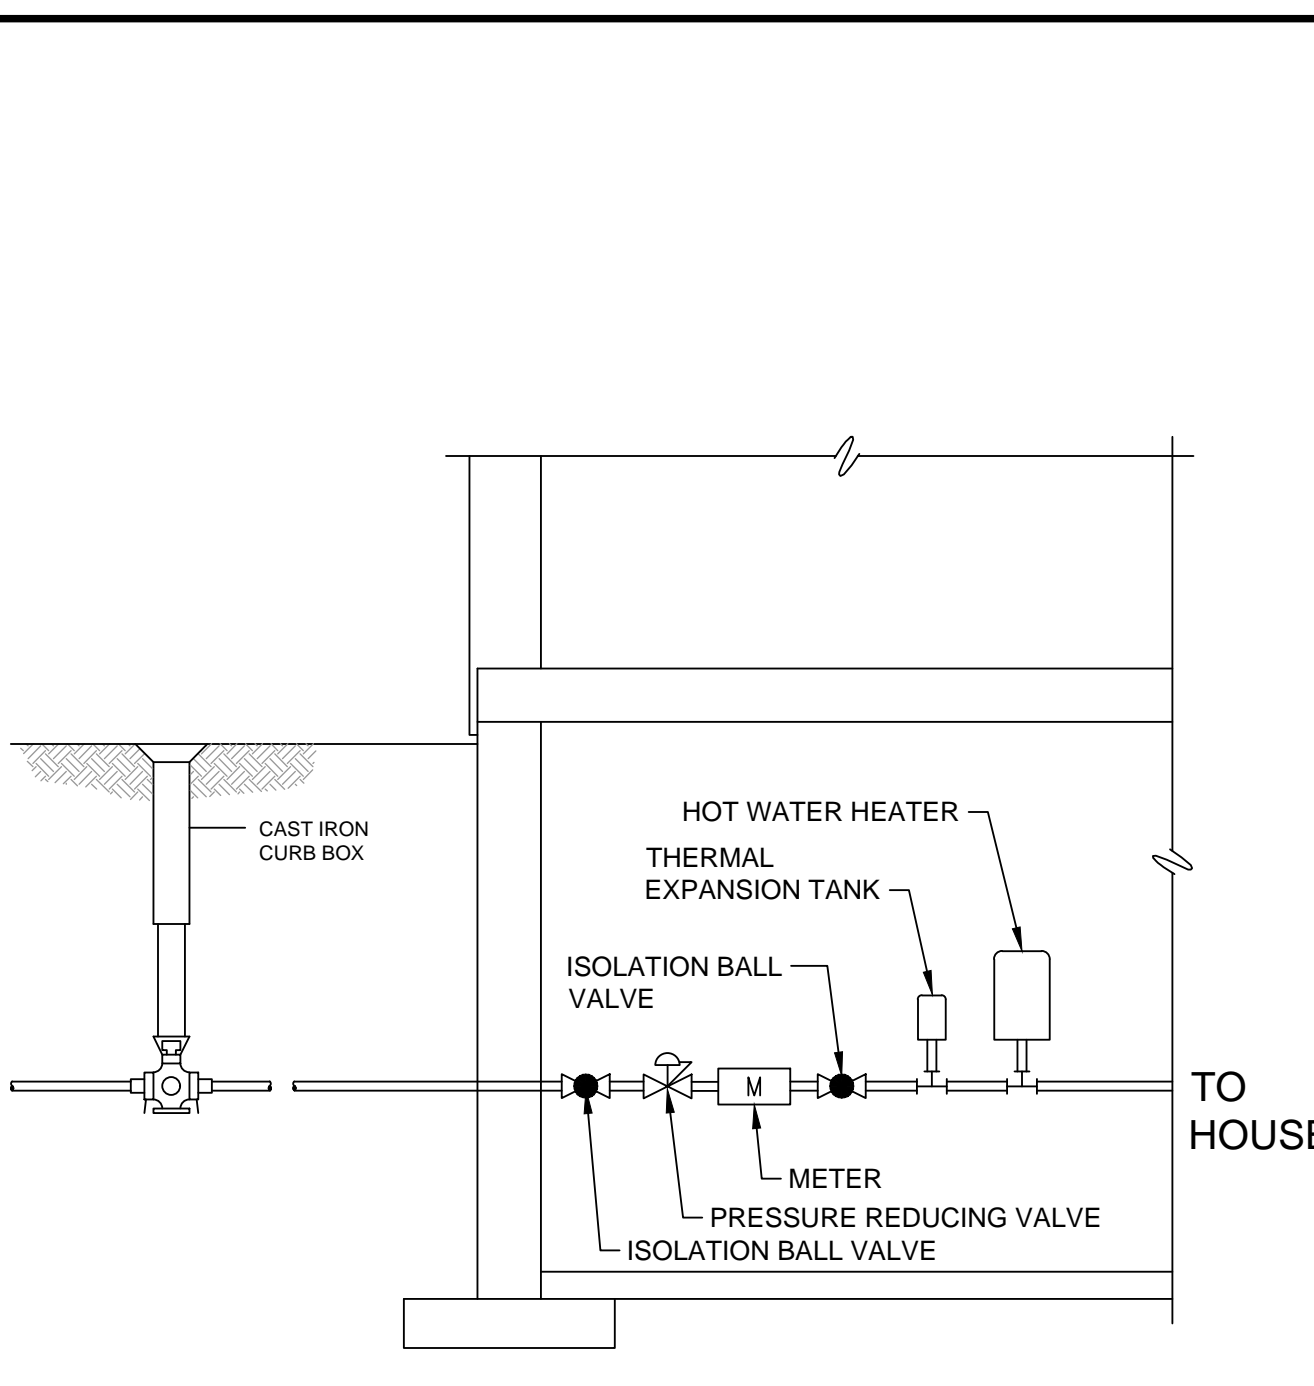 CAST IRON
CURB BOX
HOT WATER HEATER
THERMAL
EXPANSION TANK
ISOLATION BALL
VALVE
M
TO
HOUSE
METER
PRESSURE REDUCING VALVE
ISOLATION BALL VALVE